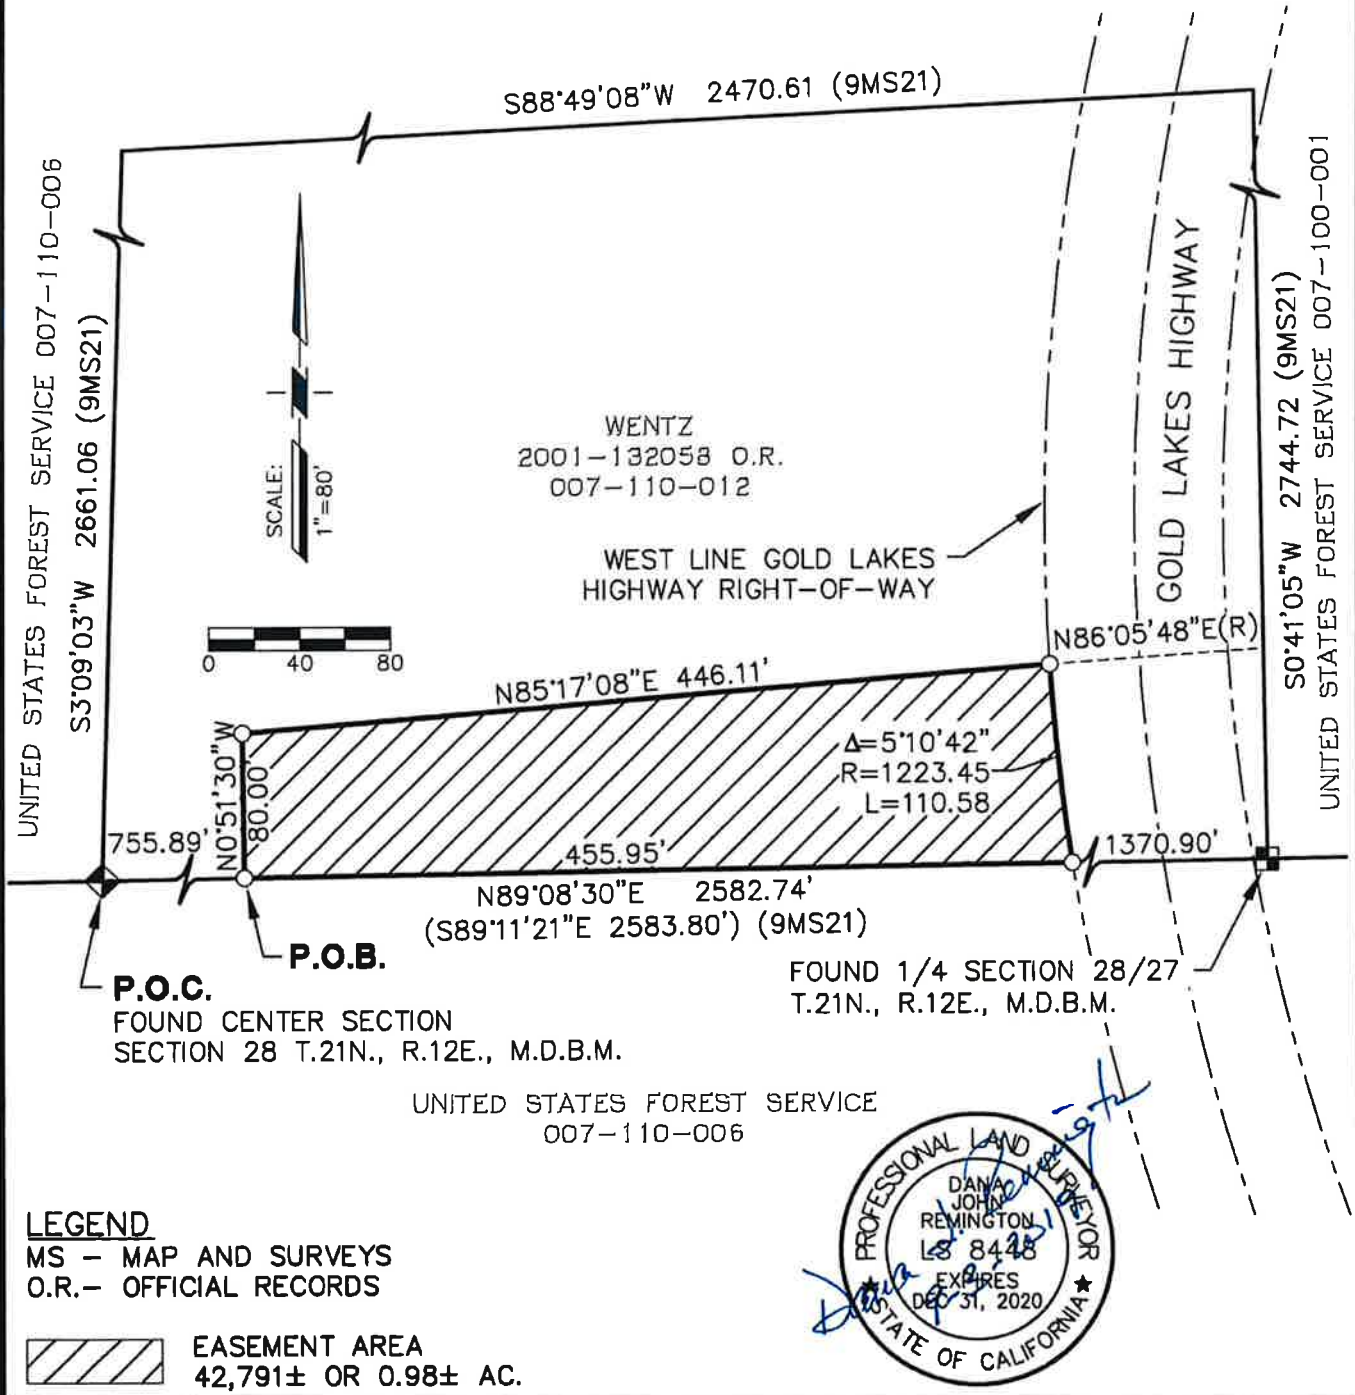 S88°49'08"W 2470.61 (9MS21)
UNITED STATES FOREST SERVICE 007-110-006
S3°09'03"W 2661.06 (9MS21)
SCALE:
1"=80'
WENTZ
2001-132058 O.R.
007-110-012
WEST LINE GOLD LAKES
HIGHWAY RIGHT-OF-WAY
GOLD LAKES HIGHWAY
S0°41'05"W 2744.72 (9MS21)
UNITED STATES FOREST SERVICE 007-100-001
0 40 80
N86°05'48"E(R)
N85°17'08"E 446.11'
N0°51'30"W
80.00'
Δ=5°10'42"
R=1223.45
L=110.58
755.89'
455.95'
1370.90'
N89°08'30"E 2582.74'
(S89°11'21"E 2583.80') (9MS21)
P.O.B.
P.O.C.
FOUND CENTER SECTION
SECTION 28 T.21N., R.12E., M.D.B.M.
FOUND 1/4 SECTION 28/27
T.21N., R.12E., M.D.B.M.
UNITED STATES FOREST SERVICE
007-110-006
PROFESSIONAL LAND SURVEYOR
DANA
JOHN
REMINGTON
LS 8448
EXPIRES
DEC 31, 2020
STATE OF CALIFORNIA
LEGEND
MS - MAP AND SURVEYS
O.R.- OFFICIAL RECORDS
EASEMENT AREA
42,791± OR 0.98± AC.